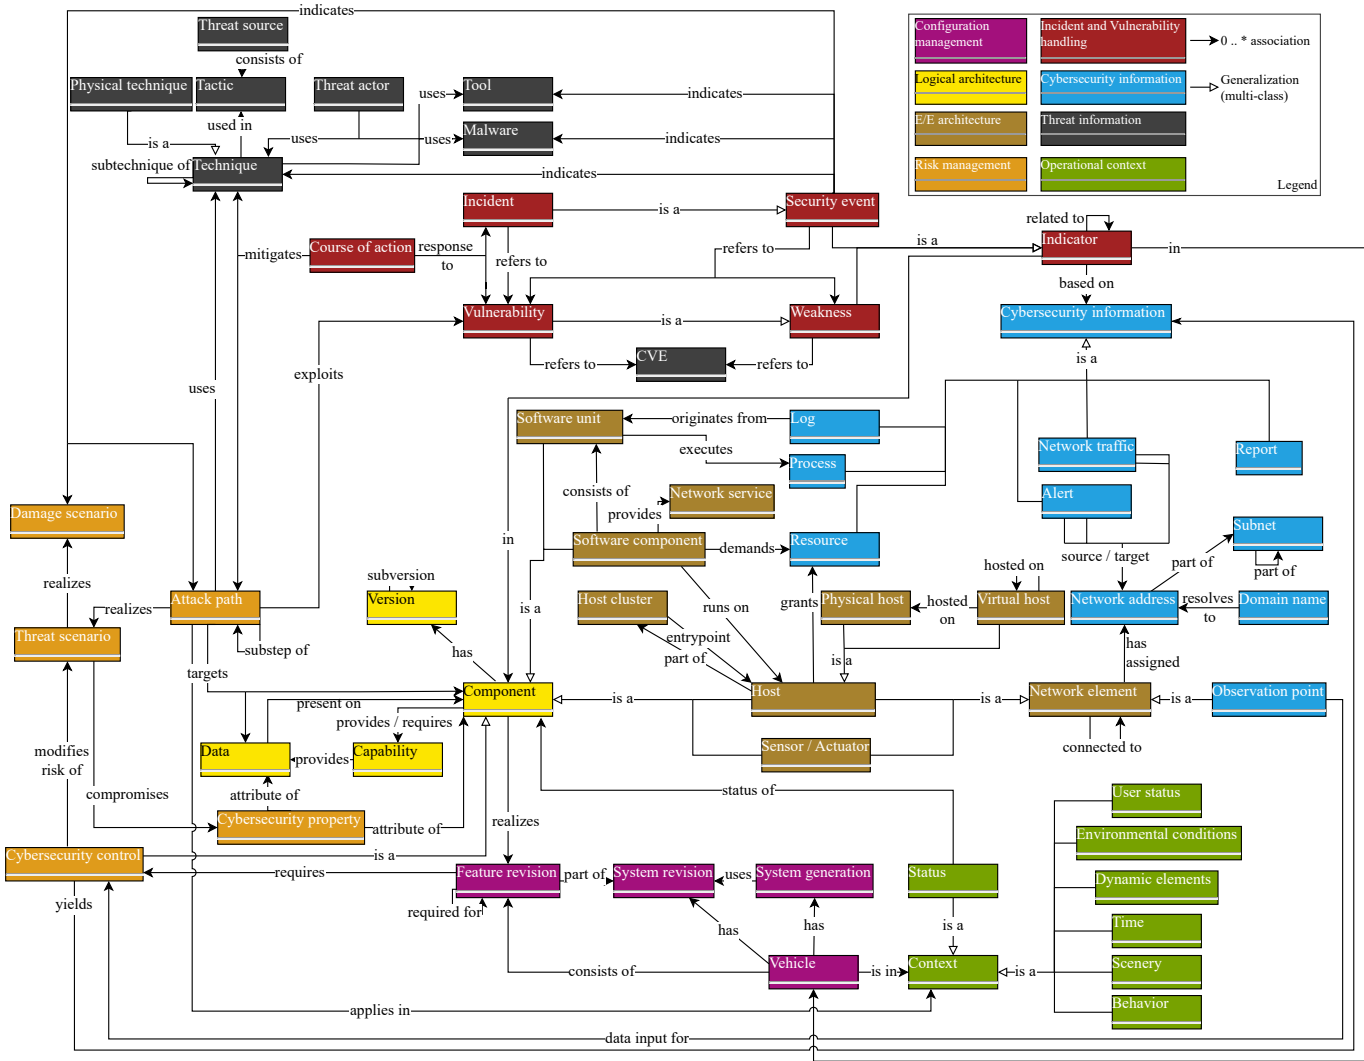 indicates
Threat source
consists of
Physical technique
Tactic
Threat actor
uses
Tool
indicates
used in
is a
uses
uses
Malware
indicates
subtechnique of
Technique
indicates
Configuration
management
Incident and Vulnerability
handling
0 .. * association
Logical architecture
Cybersecurity information
Generalization
(multi-class)
E/E architecture
Threat information
Risk management
Operational context
Legend
Incident
is a
Security event
related to
mitigates
Course of action
response
to
refers to
refers to
is a
Indicator
in
based on
Vulnerability
is a
Weakness
Cybersecurity information
refers to
CVE
refers to
is a
uses
exploits
Software unit
originates from
Log
executes
Process
Network traffic
Report
consists of
provides
Network service
Alert
Damage scenario
in
Software component
demands
Resource
source / target
Subnet
part of
part of
realizes
subversion
Version
is a
Host cluster
runs on
grants
Physical host
hosted
on
hosted on
Virtual host
Network address
resolves
to
Domain name
realizes
Attack path
Threat scenario
substep of
has
entrypoint
part of
is a
has
assigned
targets
Component
is a
Host
is a
Network element
is a
Observation point
present on
provides / requires
modifies
risk of
Data
provides
Capability
Sensor / Actuator
connected to
compromises
attribute of
status of
User status
Cybersecurity property
attribute of
realizes
Environmental conditions
Cybersecurity control
is a
requires
Feature revision
part of
System revision
uses
System generation
Status
Dynamic elements
yields
required for
has
has
is a
Time
consists of
Vehicle
is in
Context
is a
Scenery
Behavior
applies in
data input for